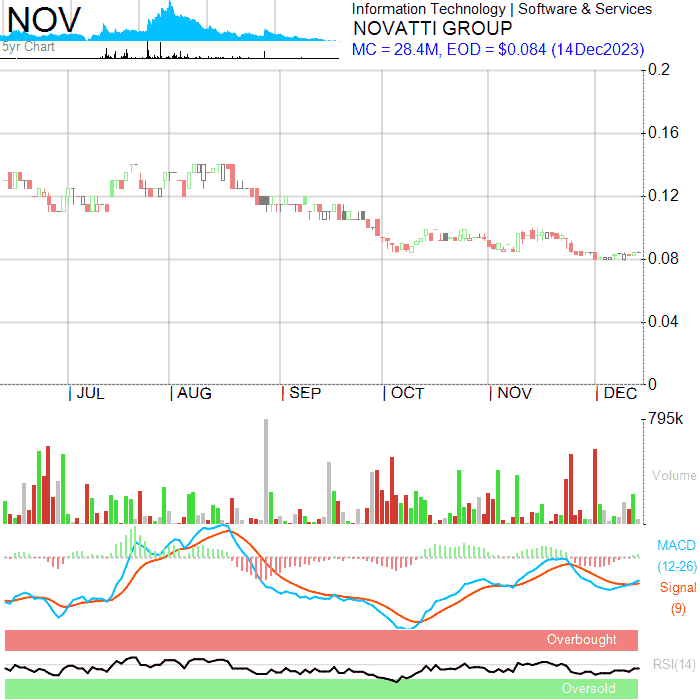 NOV
5yr Chart
Information Technology | Software & Services
NOVATTI GROUP
MC = 28.4M, EOD = $0.084 (14Dec2023)
0.2
0.16
0.12
0.08
0.04
0
JUL AUG SEP OCT NOV DEC
795k
Volume
MACD
(12-26)
Signal
(9)
Overbought
RSI(14)
Oversold